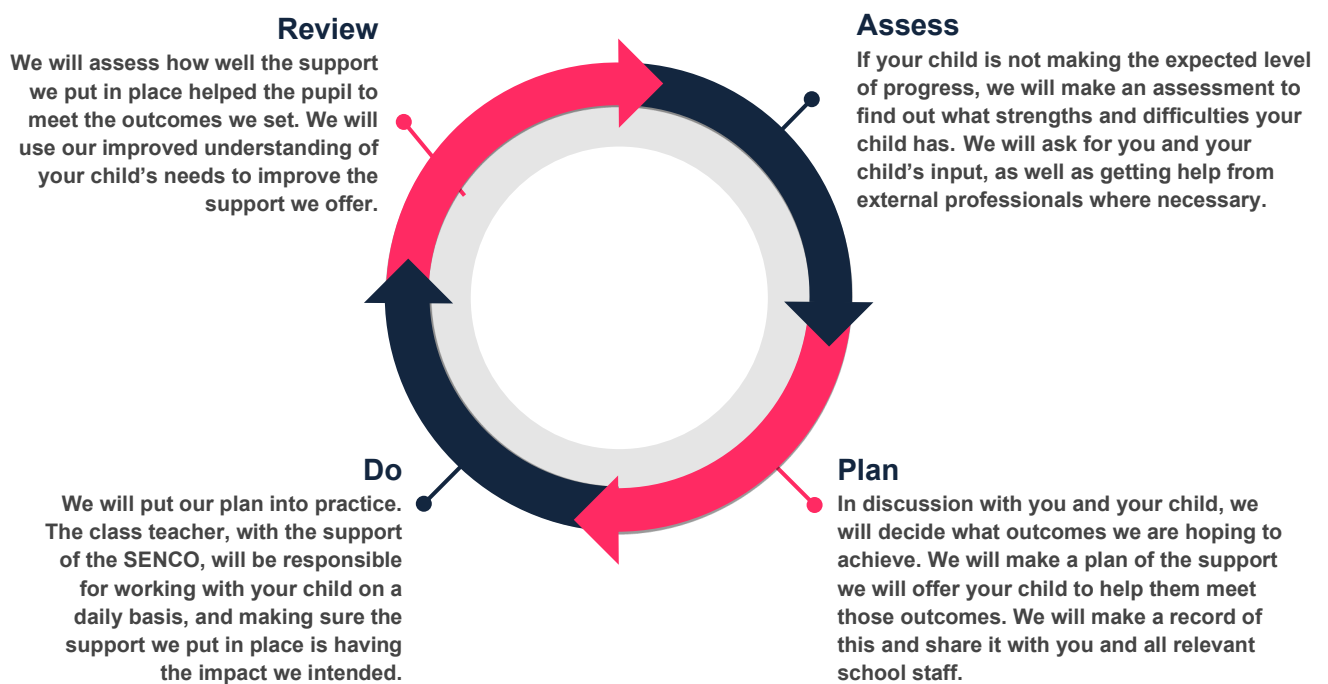 Review
We will assess how well the support
we put in place helped the pupil to
meet the outcomes we set. We will
use our improved understanding of
your child’s needs to improve the
support we offer.
Assess
If your child is not making the expected level
of progress, we will make an assessment to
find out what strengths and difficulties your
child has. We will ask for you and your
child’s input, as well as getting help from
external professionals where necessary.
Do
We will put our plan into practice.
The class teacher, with the support
of the SENCO, will be responsible
for working with your child on a
daily basis, and making sure the
support we put in place is having
the impact we intended.
Plan
In discussion with you and your child, we
will decide what outcomes we are hoping to
achieve. We will make a plan of the support
we will offer your child to help them meet
those outcomes. We will make a record of
this and share it with you and all relevant
school staff.